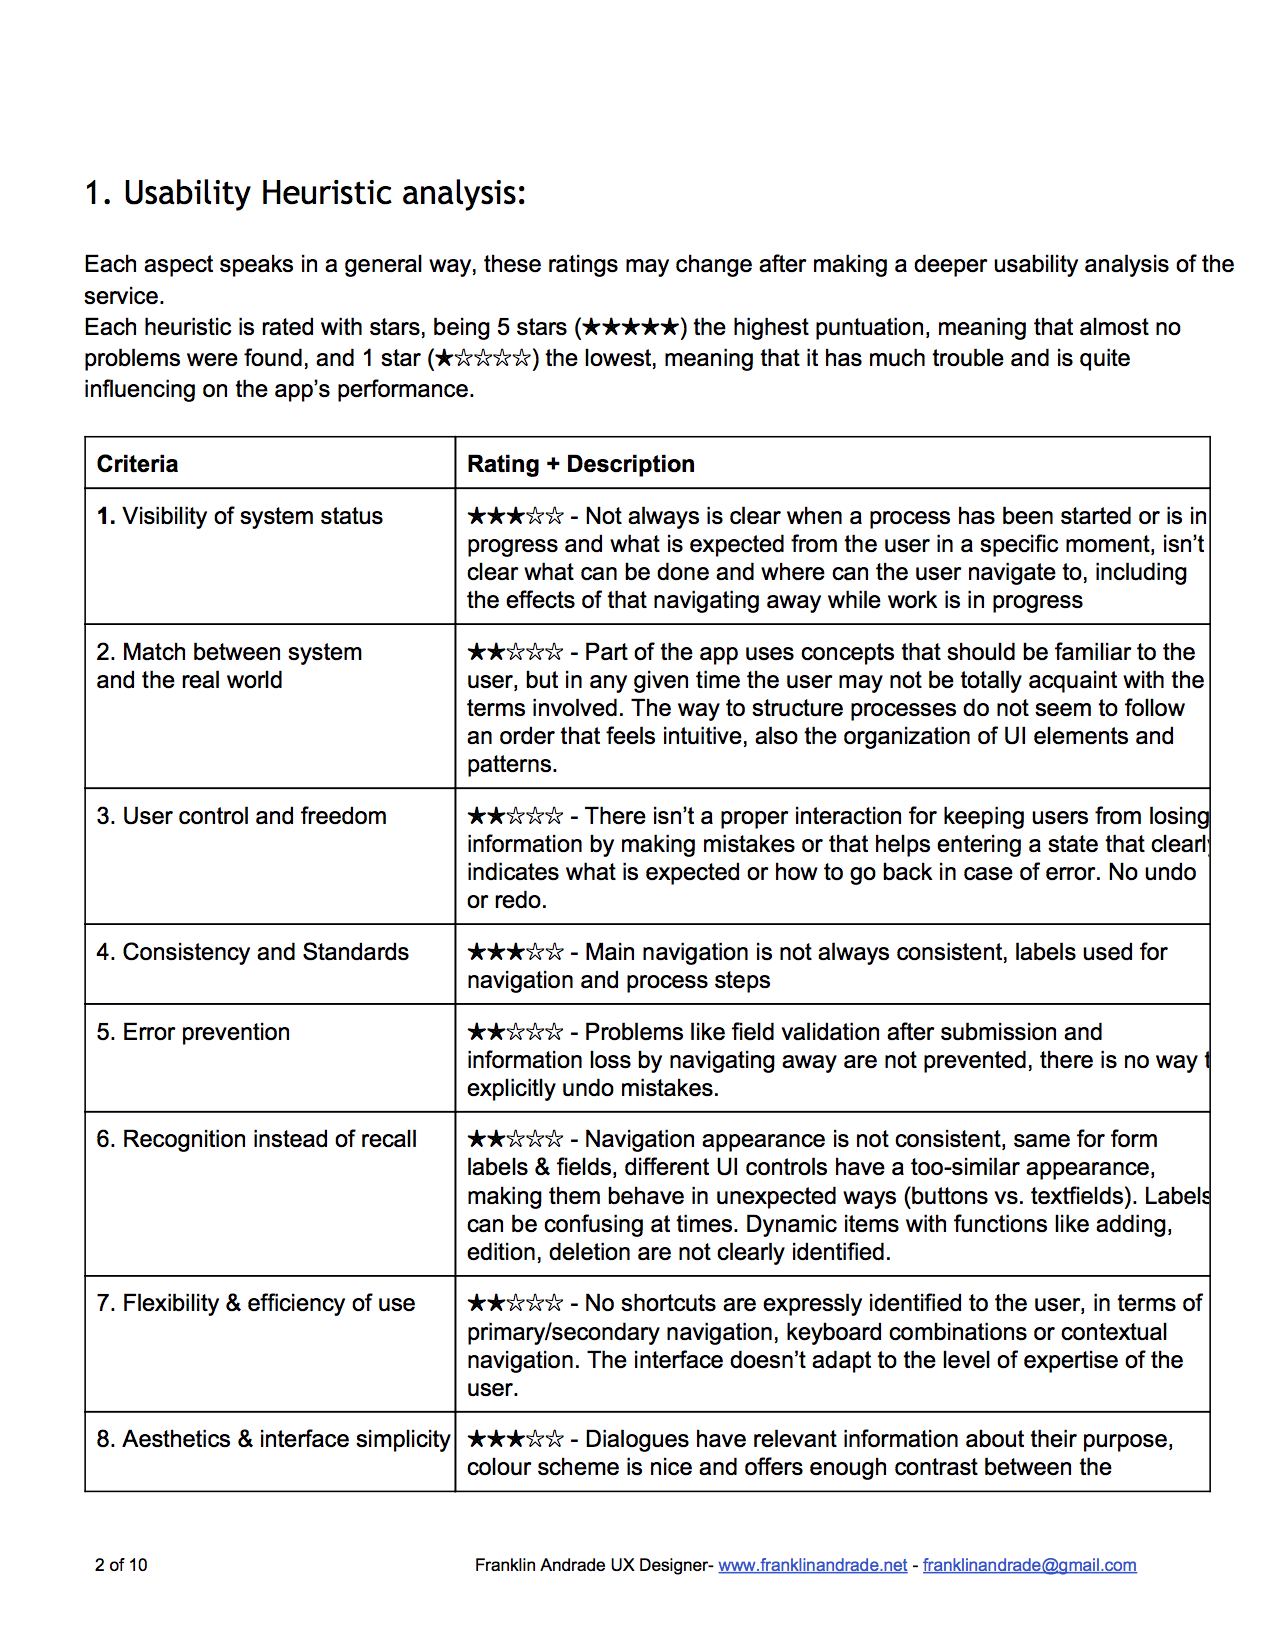 1. Usability Heuristic analysis:
Each aspect speaks in a general way, these ratings may change after making a deeper usability analysis of the
service.
Each heuristic is rated with stars, being 5 stars (★★★★★) the highest puntuation, meaning that almost no
problems were found, and 1 star (★☆☆☆☆) the lowest, meaning that it has much trouble and is quite
influencing on the app’s performance.
Criteria
Rating + Description
1. Visibility of system status
★★★☆☆ - Not always is clear when a process has been started or is in
progress and what is expected from the user in a specific moment, isn’t
clear what can be done and where can the user navigate to, including
the effects of that navigating away while work is in progress
2. Match between system
and the real world
★★☆☆☆ - Part of the app uses concepts that should be familiar to the
user, but in any given time the user may not be totally acquaint with the
terms involved. The way to structure processes do not seem to follow
an order that feels intuitive, also the organization of UI elements and
patterns.
3. User control and freedom
★★☆☆☆ - There isn’t a proper interaction for keeping users from losing
information by making mistakes or that helps entering a state that clearly
indicates what is expected or how to go back in case of error. No undo
or redo.
4. Consistency and Standards
★★★☆☆ - Main navigation is not always consistent, labels used for
navigation and process steps
5. Error prevention
★★☆☆☆ - Problems like field validation after submission and
information loss by navigating away are not prevented, there is no way
explicitly undo mistakes.
6. Recognition instead of recall
★★☆☆☆ - Navigation appearance is not consistent, same for form
labels & fields, different UI controls have a too-similar appearance,
making them behave in unexpected ways (buttons vs. textfields). Labels
can be confusing at times. Dynamic items with functions like adding,
edition, deletion are not clearly identified.
7. Flexibility & efficiency of use
★★☆☆☆ - No shortcuts are expressly identified to the user, in terms of
primary/secondary navigation, keyboard combinations or contextual
navigation. The interface doesn’t adapt to the level of expertise of the
user.
8. Aesthetics & interface simplicity
★★★☆☆ - Dialogues have relevant information about their purpose,
colour scheme is nice and offers enough contrast between the
2 of 10
Franklin Andrade UX Designer- www.franklinandrade.net - franklinandrade@gmail.com